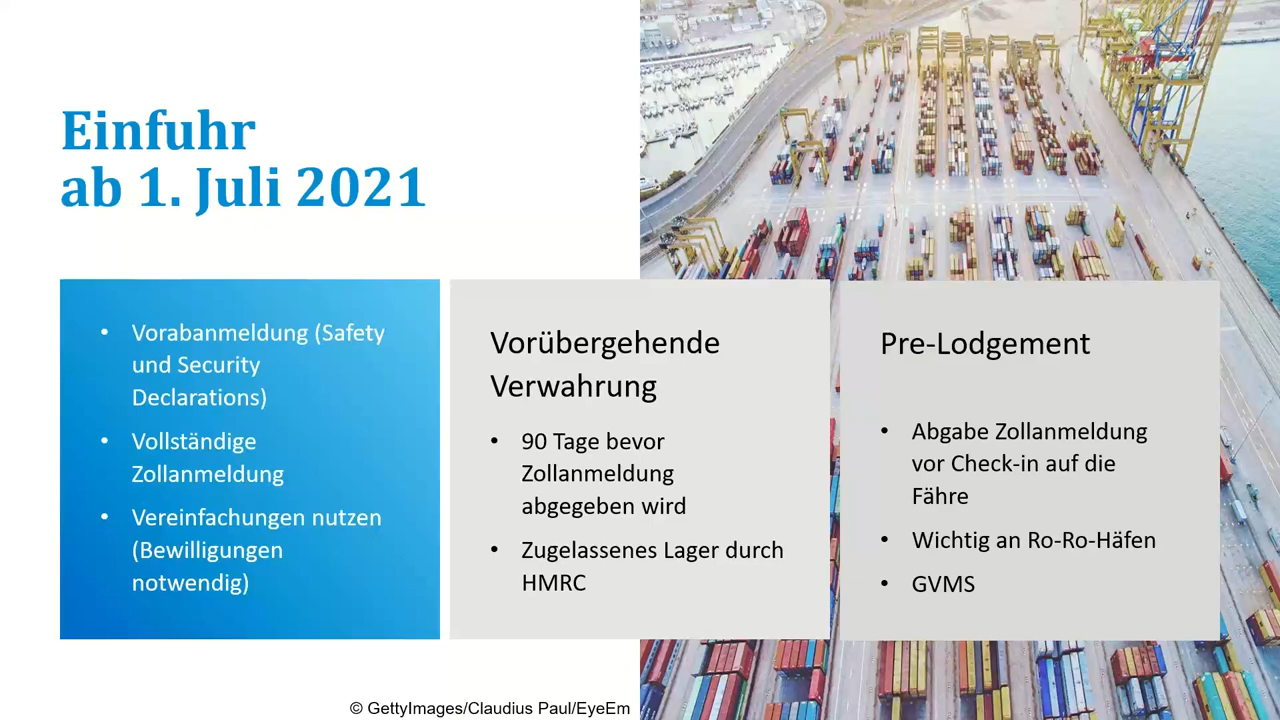 Einfuhr
ab 1. Juli 2021
• Vorabanmeldung (Safety
und Security
Declarations)
• Vollständige
Zollanmeldung
• Vereinfachungen nutzen
(Bewilligungen
notwendig)
Vorübergehende
Verwahrung
• 90 Tage bevor
Zollanmeldung
abgegeben wird
• Zugelassenes Lager durch
HMRC
Pre-Lodgement
• Abgabe Zollanmeldung
vor Check-in auf die
Fähre
• Wichtig an Ro-Ro-Häfen
• GVMS
© GettyImages/Claudius Paul/EyeEm